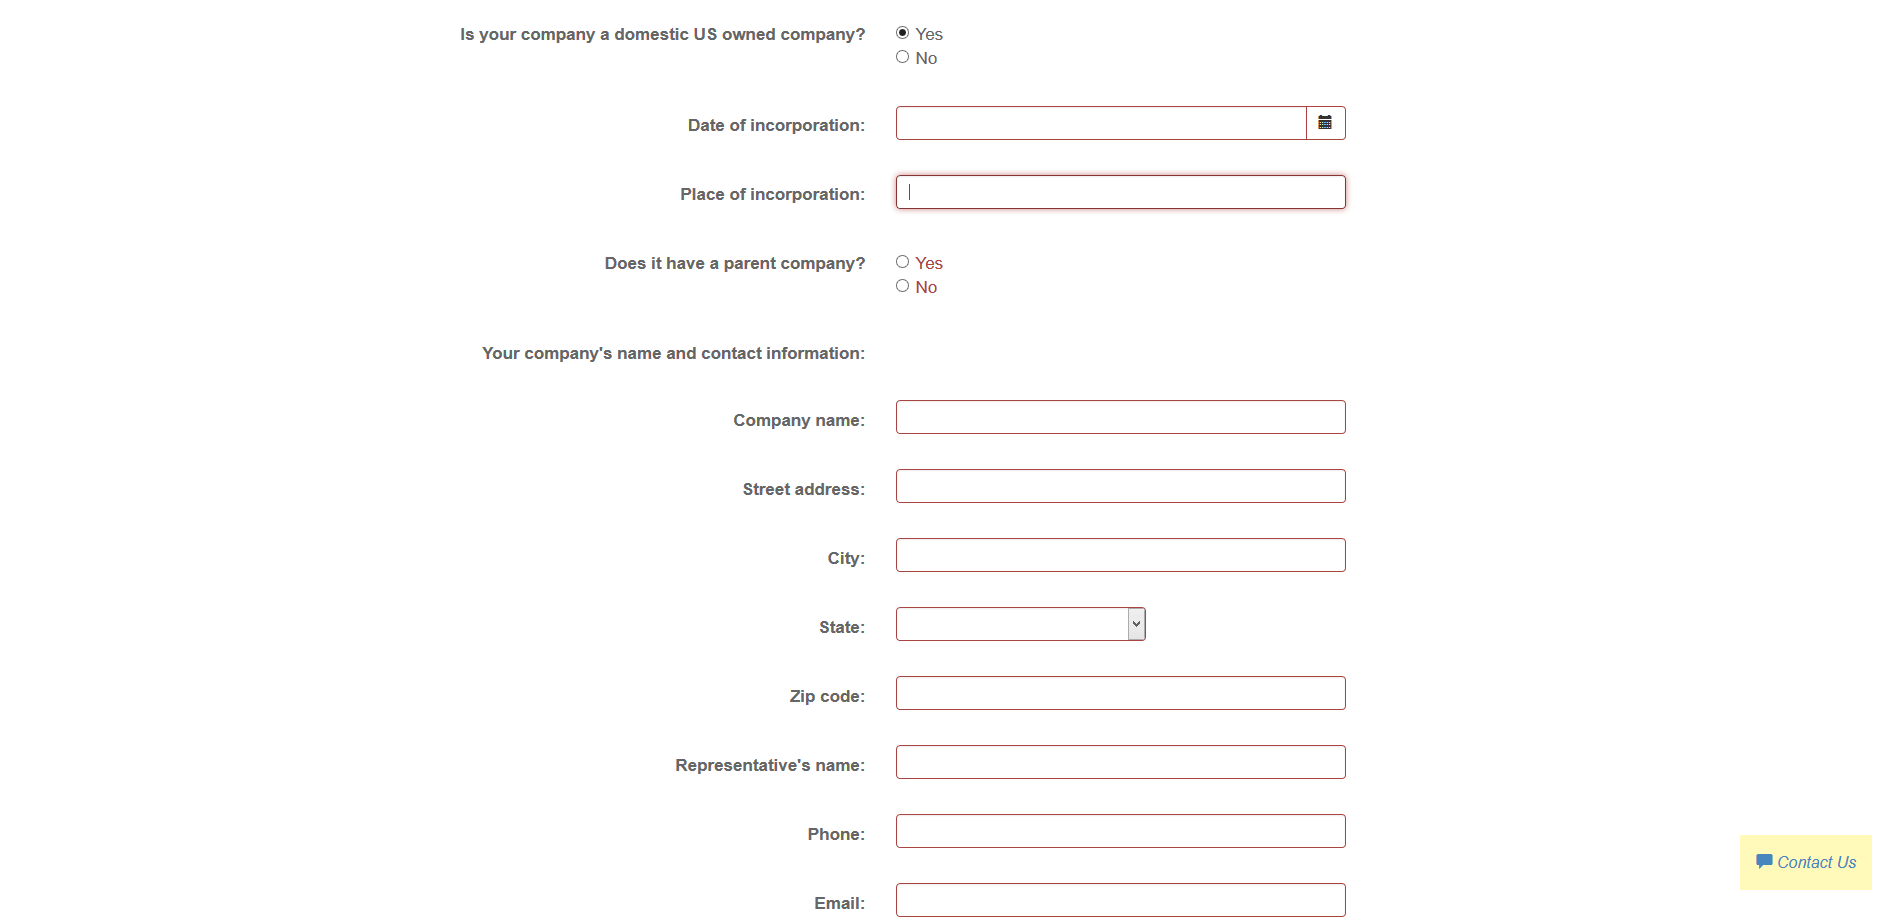 Is your company a domestic US owned company?
Yes
No
Date of incorporation:
Place of incorporation:
Does it have a parent company?
Yes
No
Your company's name and contact information:
Company name:
Street address:
City:
State:
Zip code:
Representative's name:
Phone:
Contact Us
Email: